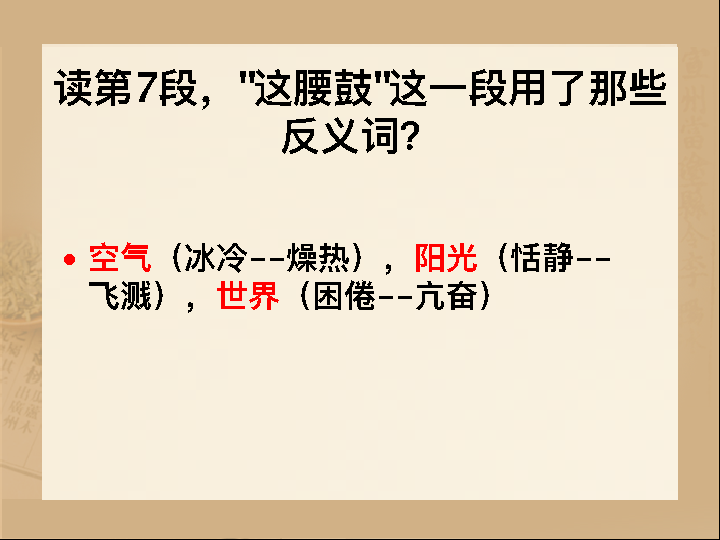 读第7段，"这腰鼓"这一段用了那些
反义词？
• 空气（冰冷--燥热），阳光（恬静--
飞溅），世界（困倦--亢奋）